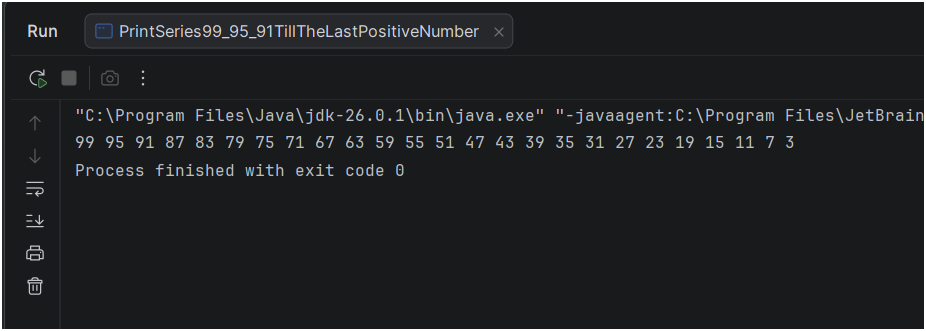 Run PrintSeries99_95_91TillTheLastPositiveNumber
"C:\Program Files\Java\jdk-26.0.1\bin\java.exe" "-javaagent:C:\Program Files\JetBrain
99 95 91 87 83 79 75 71 67 63 59 55 51 47 43 39 35 31 27 23 19 15 11 7 3
Process finished with exit code 0